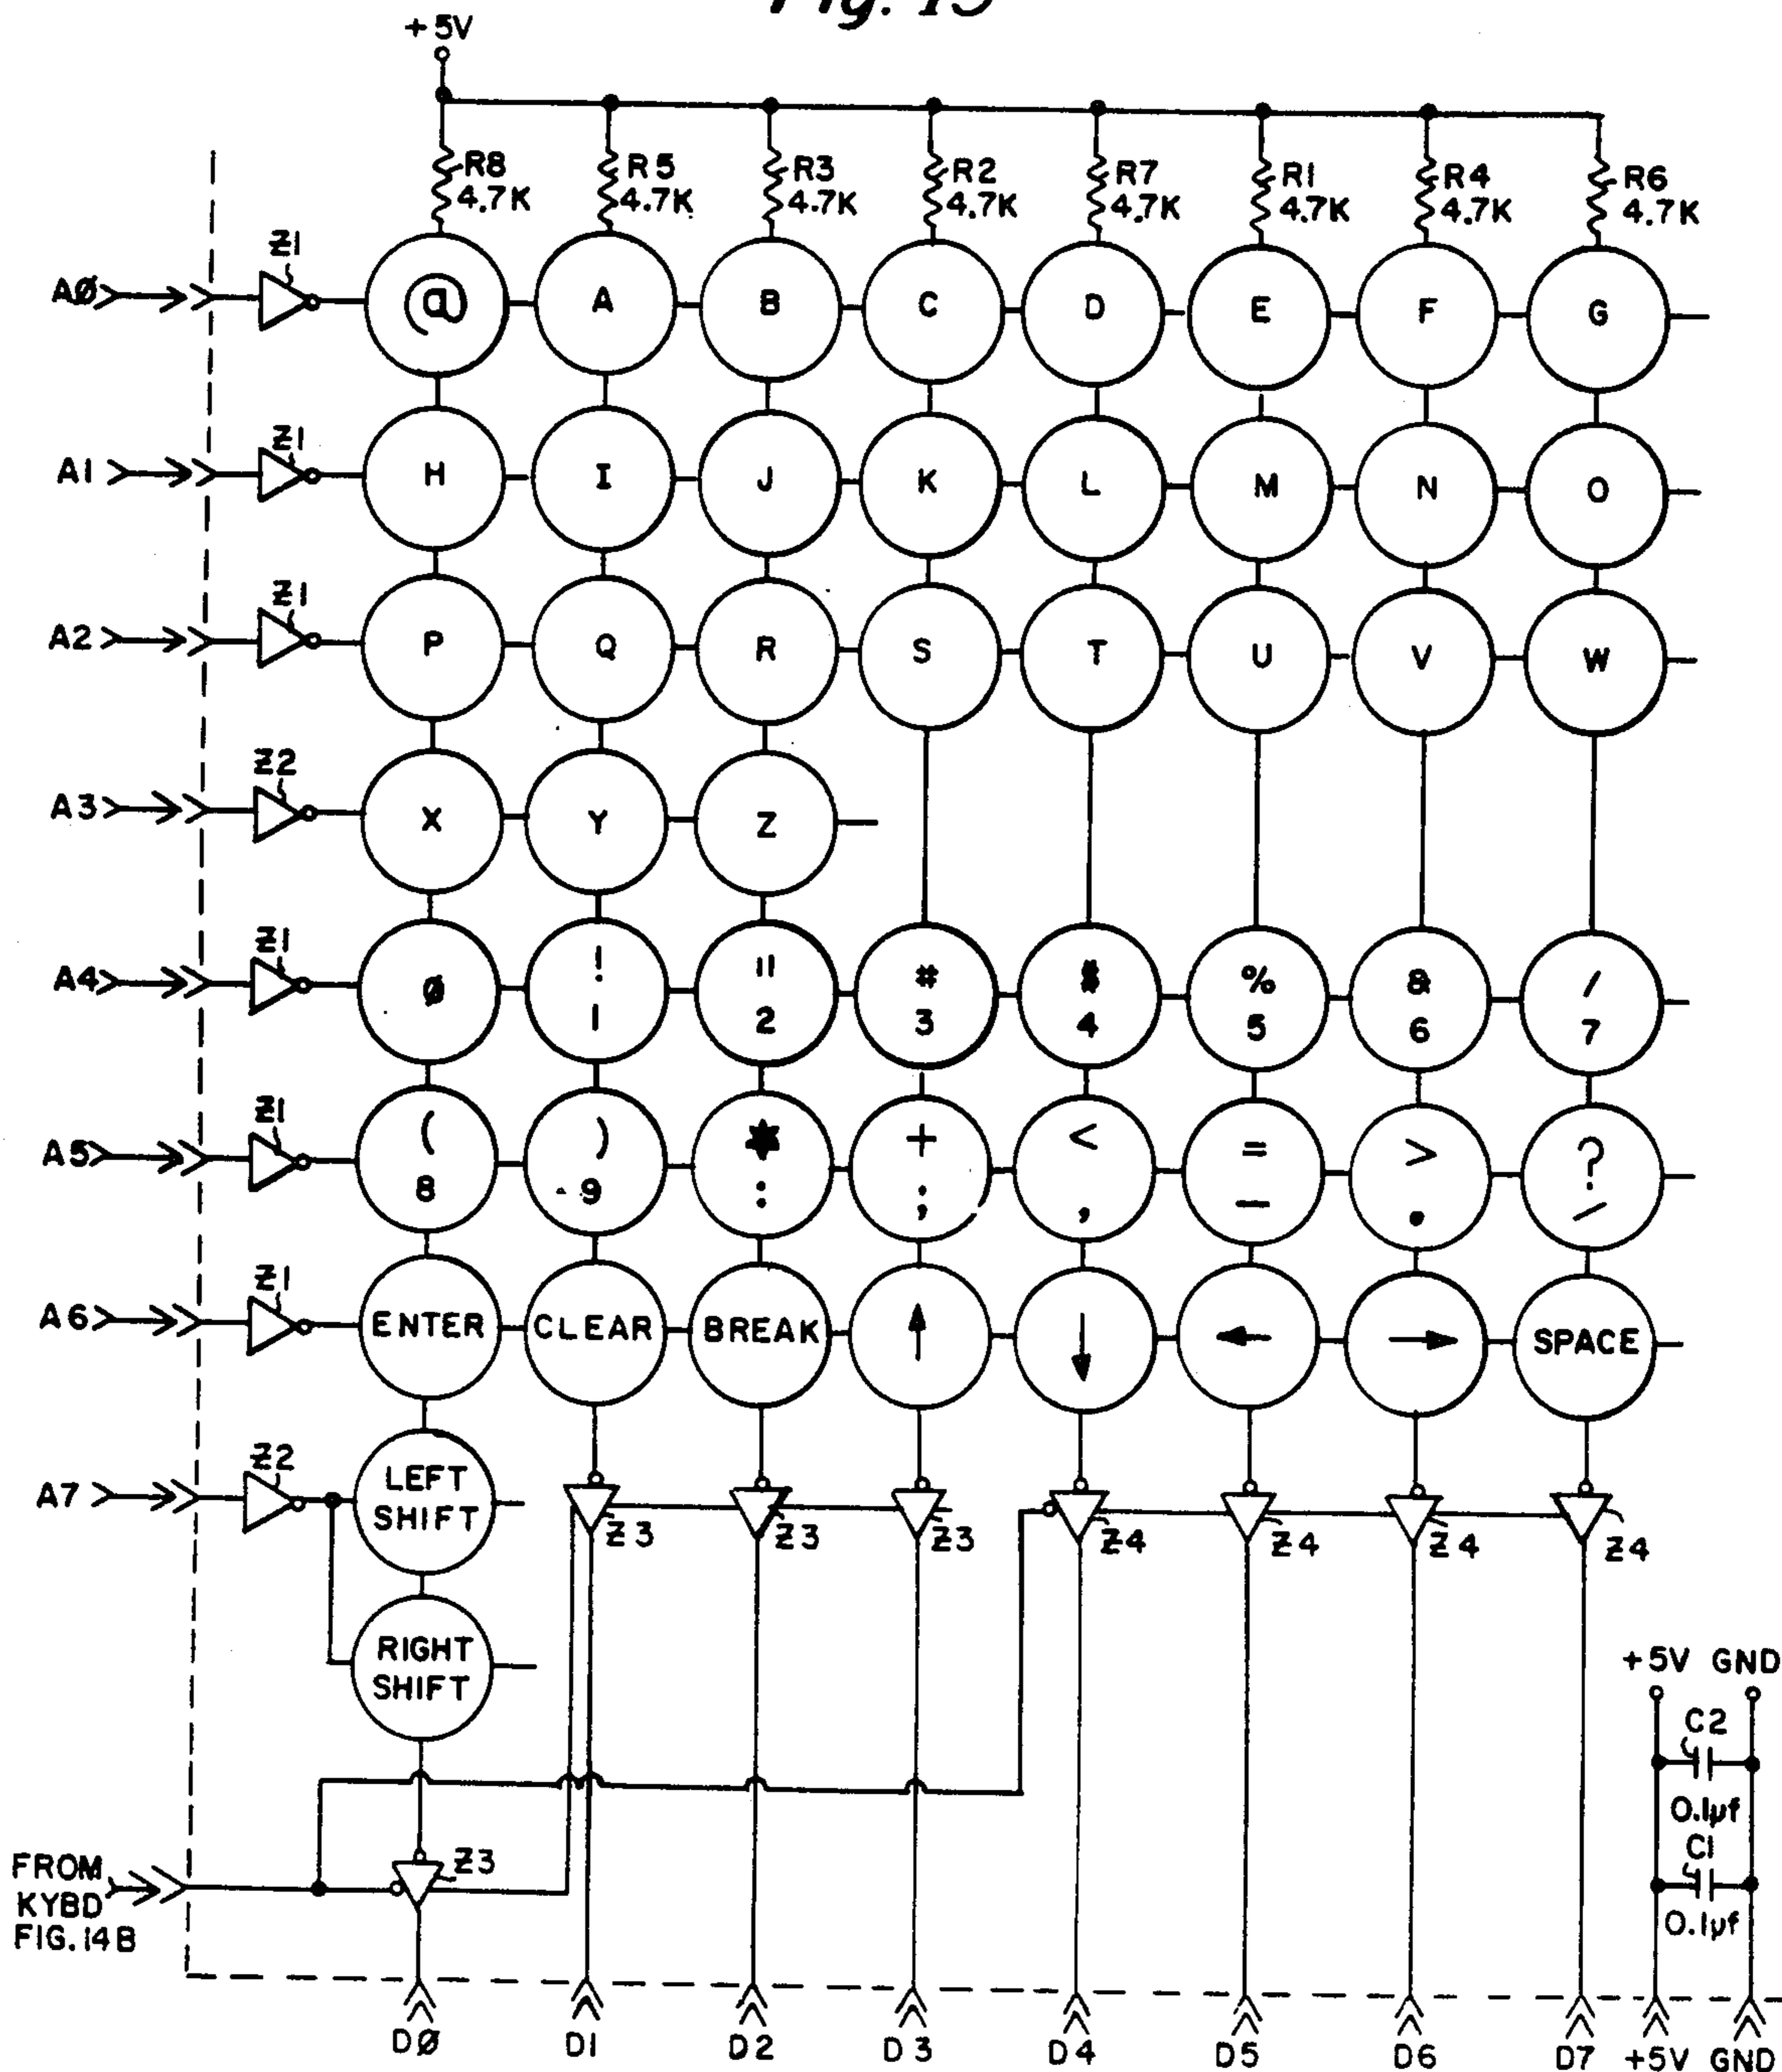 Fig. 15
+5V
R8 R5 R3 R2 R7 R1 R4 R6
4.7K 4.7K 4.7K 4.7K 4.7K 4.7K 4.7K 4.7K
Z1
AØ @ A B C D E F G
Z1
A1 H I J K L M N O
Z1
A2 P Q R S T U V W
Z2
A3 X Y Z
Z1 ! " # $ % & /
A4 Ø 1 2 3 4 5 6 7
Z1 ( ) * + < = > ?
A5 8 9 : ; , - . /
Z1
A6 ENTER CLEAR BREAK ↑ ↓ ← → SPACE
Z2
A7 LEFT
SHIFT
Z3 Z3 Z3 Z4 Z4 Z4 Z4
RIGHT
SHIFT
+5V GND
C2
0.1µf
C1
0.1µf
Z3
FROM
KYBD
FIG.14B
DØ D1 D2 D3 D4 D5 D6 D7 +5V GND